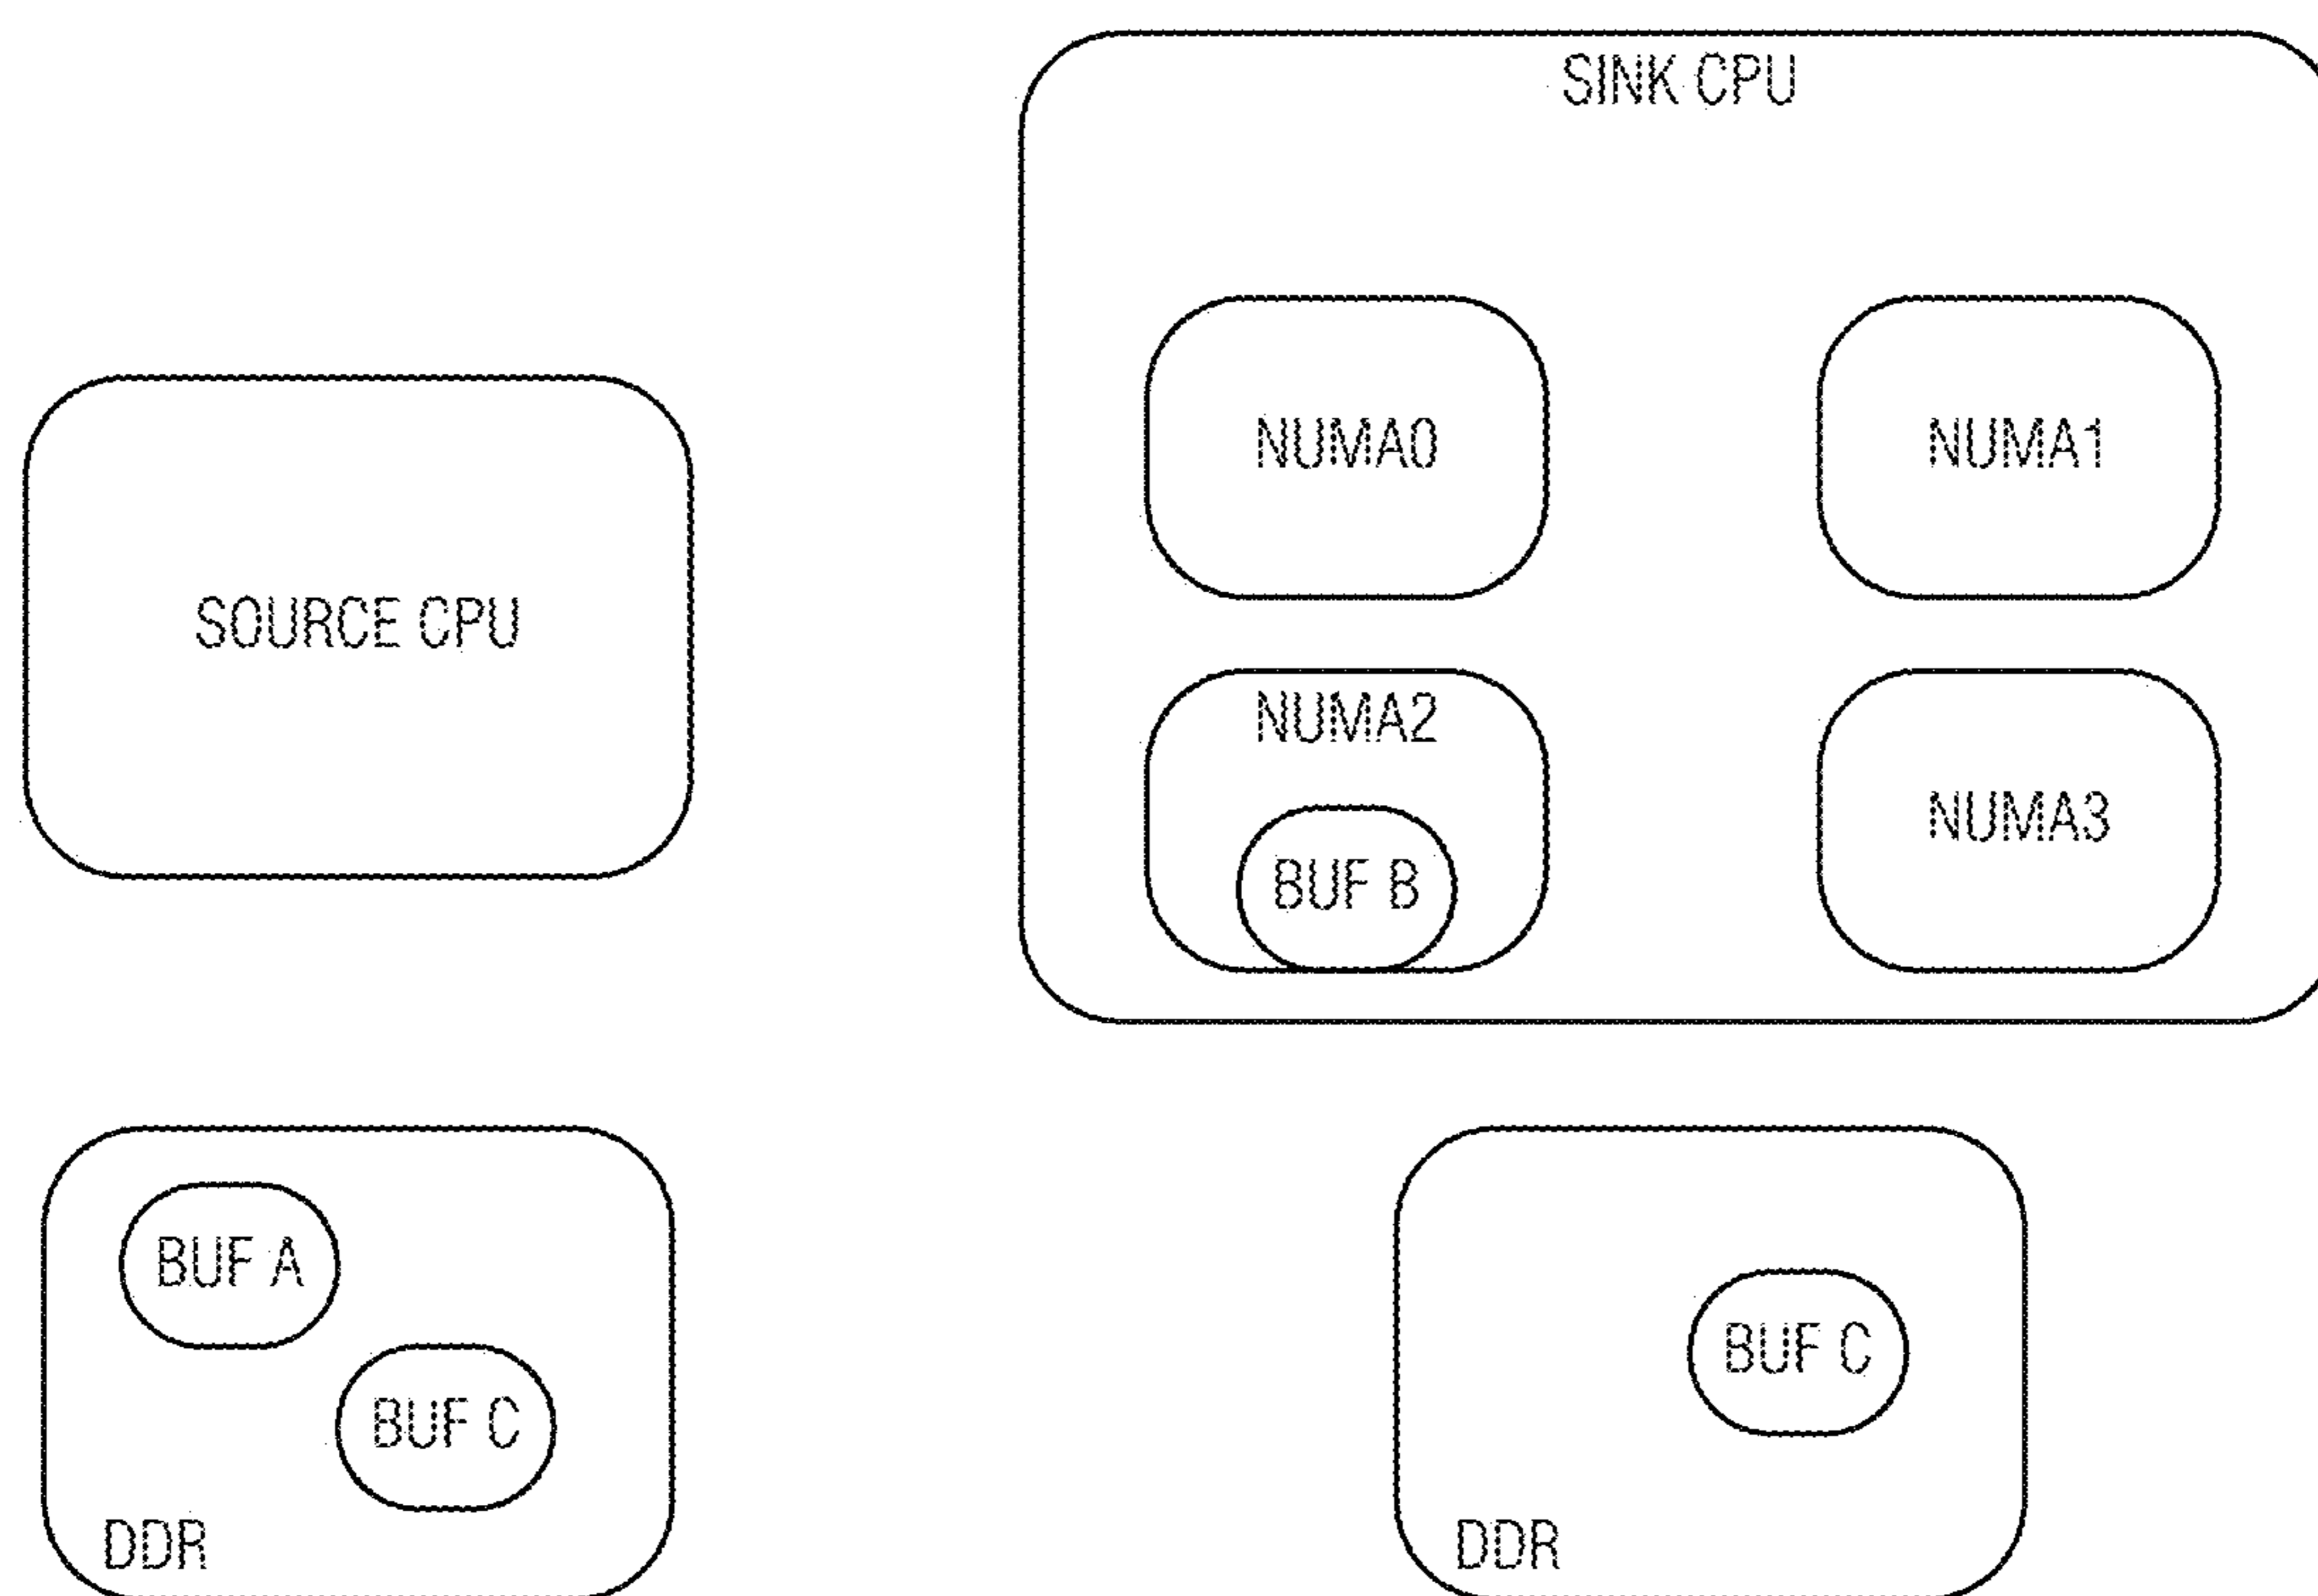 SINK CPU
NUMA0
NUMA1
SOURCE CPU
NUMA2
NUMA3
BUF B
BUF A
BUF C
BUF C
DDR
DDR